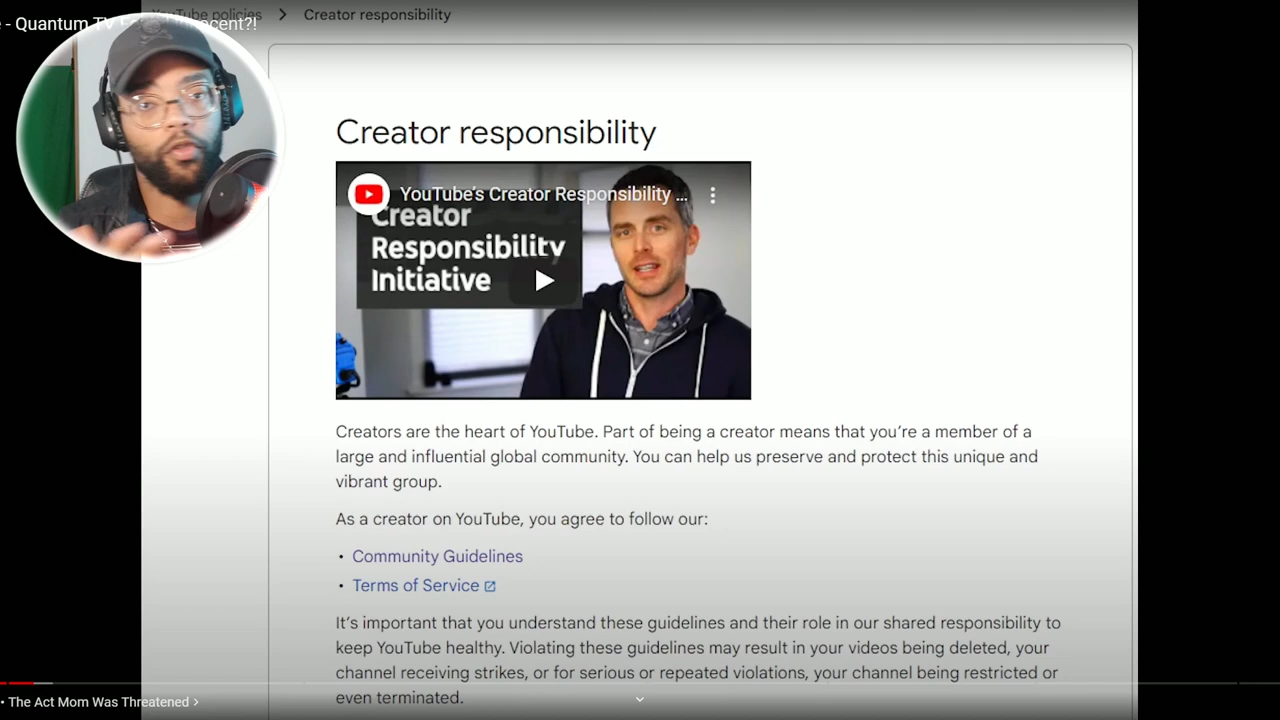 YouTube policies > Creator responsibility
- Quantum TV
cent?!
Creator responsibility
YouTube's Creator Responsibility ...
Creator
Responsibility
Initiative
Creators are the heart of YouTube. Part of being a creator means that you're a member of a
large and influential global community. You can help us preserve and protect this unique and
vibrant group.
As a creator on YouTube, you agree to follow our:
• Community Guidelines
• Terms of Service
It's important that you understand these guidelines and their role in our shared responsibility to
keep YouTube healthy. Violating these guidelines may result in your videos being deleted, your
channel receiving strikes, or for serious or repeated violations, your channel being restricted or
even terminated.
• The Act Mom Was Threatened >